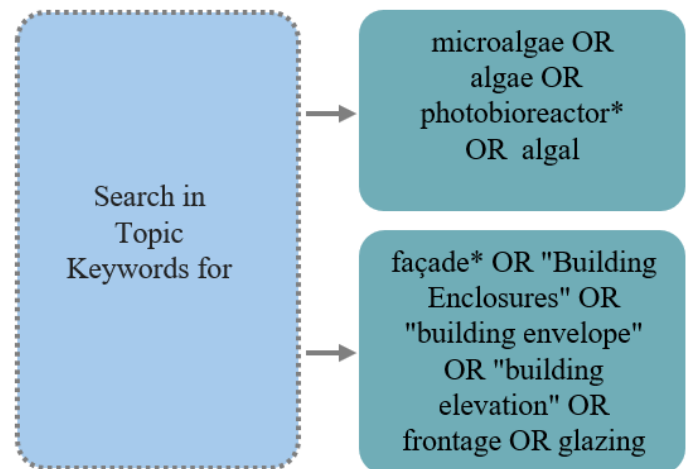 Search in
Topic
Keywords for
microalgae OR
algae OR
photobioreactor*
OR algal
façade* OR "Building
Enclosures" OR
"building envelope"
OR "building
elevation" OR
frontage OR glazing